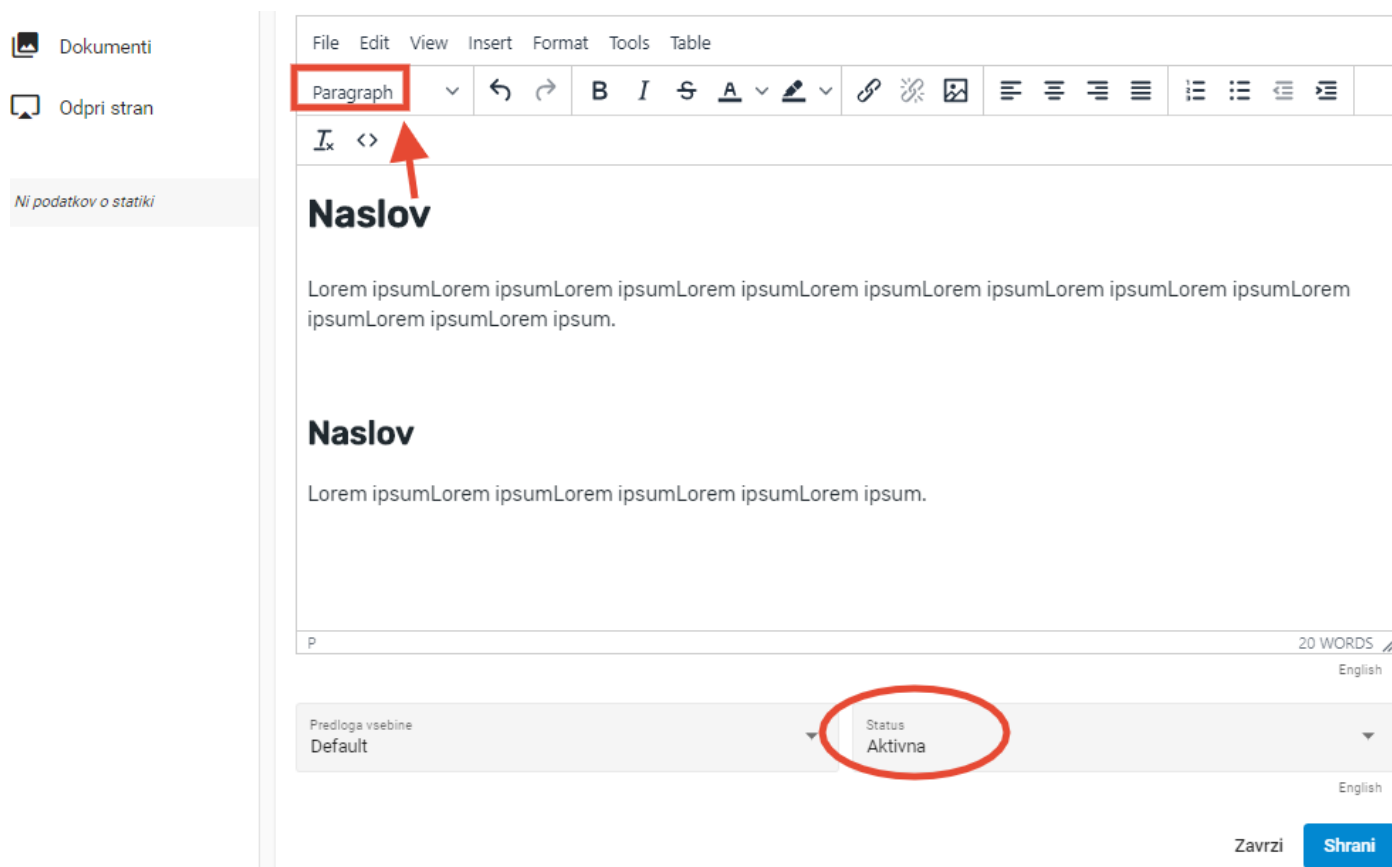 Dokumenti
Odpri stran
Ni podatkov o statiki
File Edit View Insert Format Tools Table
Paragraph
Naslov
Lorem ipsumLorem ipsumLorem ipsumLorem ipsumLorem ipsumLorem ipsumLorem ipsumLorem ipsumLorem
ipsumLorem ipsumLorem ipsum.
Naslov
Lorem ipsumLorem ipsumLorem ipsumLorem ipsumLorem ipsum.
P 20 WORDS
English
Predloga vsebine
Default
Status
Aktivna
English
Zavrzi Shrani